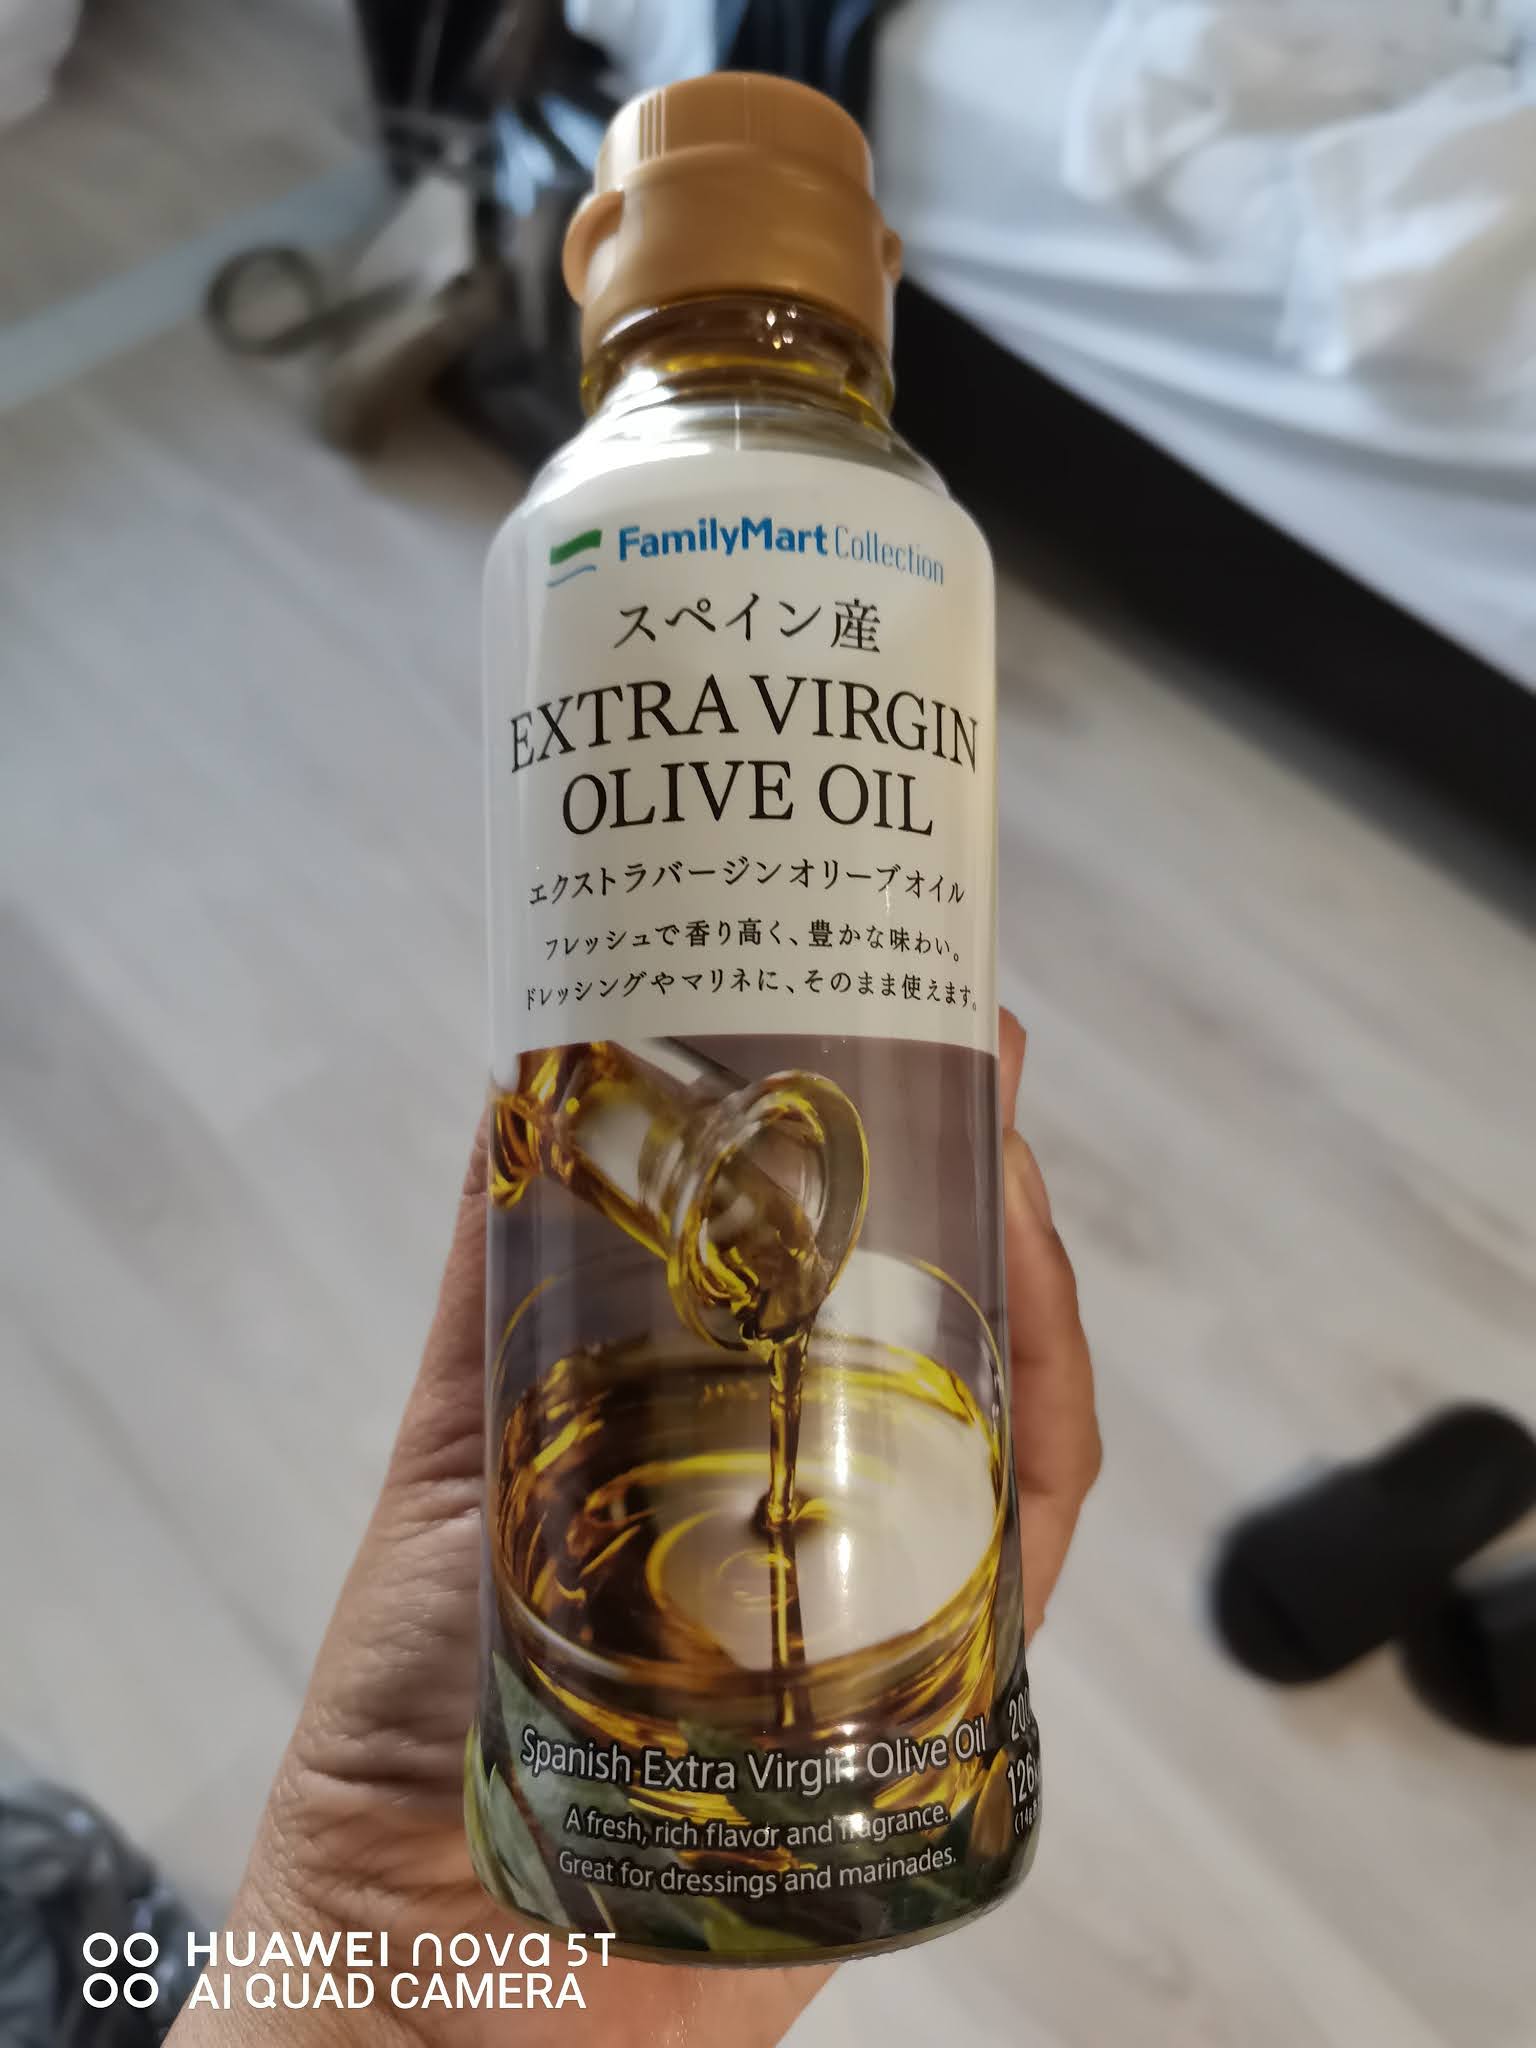 FamilyMart Collection
スペイン産
EXTRA VIRGIN
OLIVE OIL
エクストラバージンオリーブオイル
フレッシュで香り高く、豊かな味わい。
ドレッシングやマリネに、そのまま使えます。
Spanish Extra Virgin Olive Oil
A fresh, rich flavor and fragrance.
Great for dressings and marinades.
126
HUAWEI nova 5T
AI QUAD CAMERA